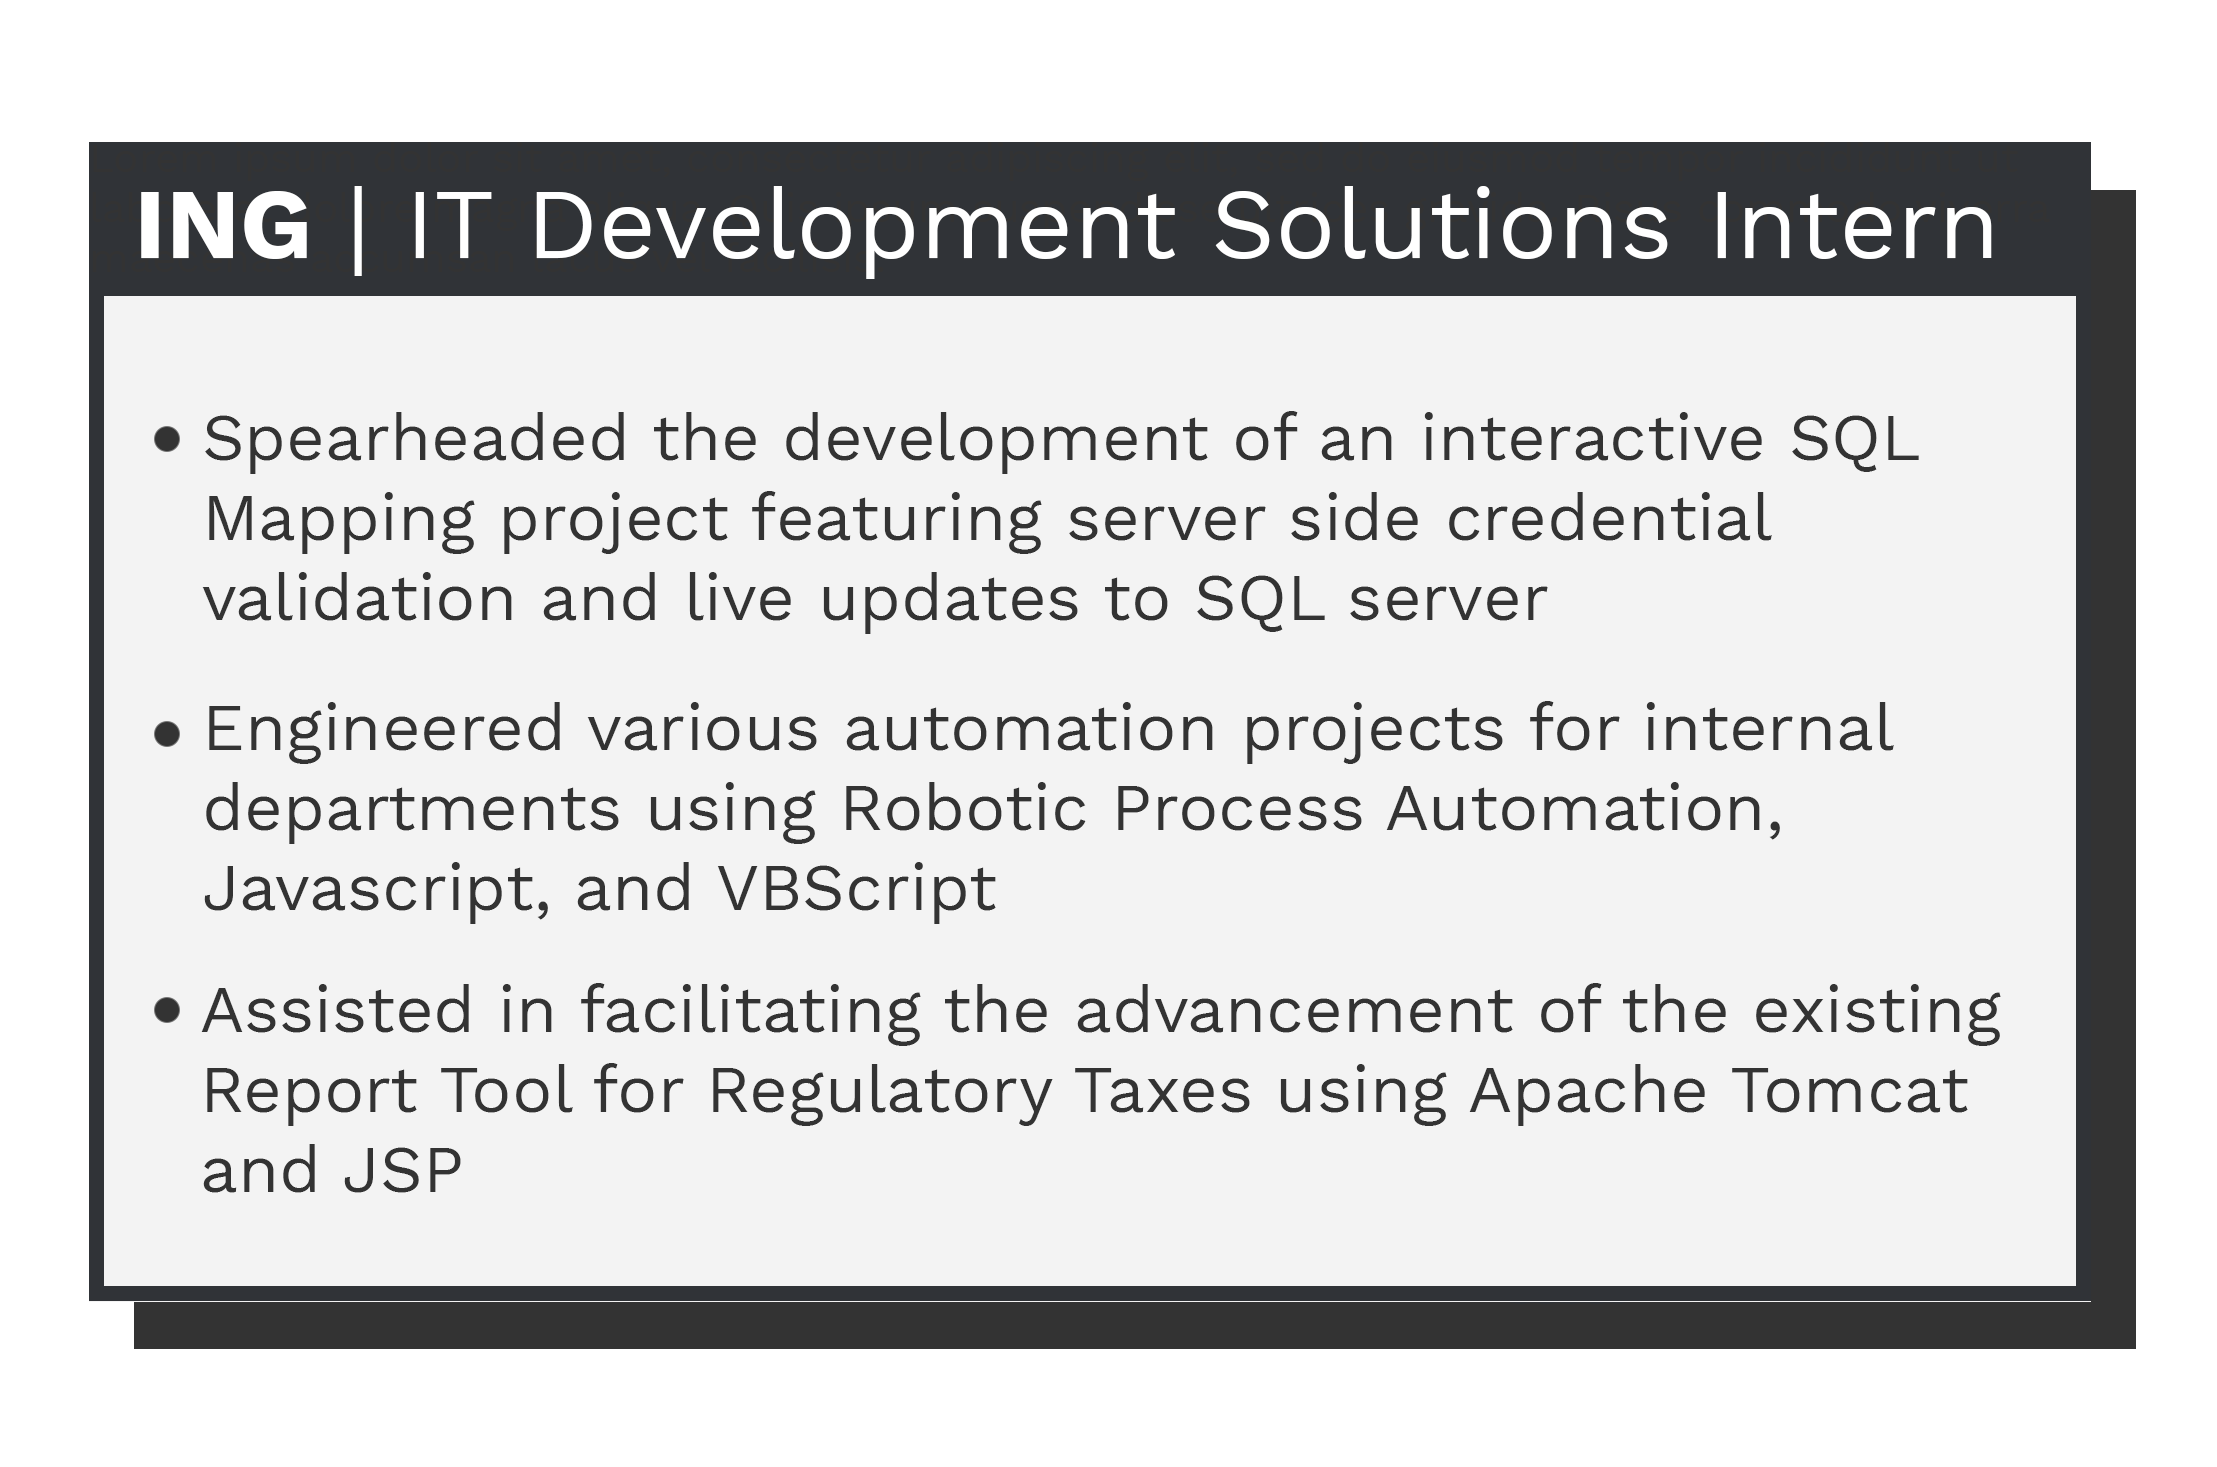 ING | IT Development Solutions Intern
• Spearheaded the development of an interactive SQL
Mapping project featuring server side credential
validation and live updates to SQL server
• Engineered various automation projects for internal
departments using Robotic Process Automation,
Javascript, and VBScript
• Assisted in facilitating the advancement of the existing
Report Tool for Regulatory Taxes using Apache Tomcat
and JSP